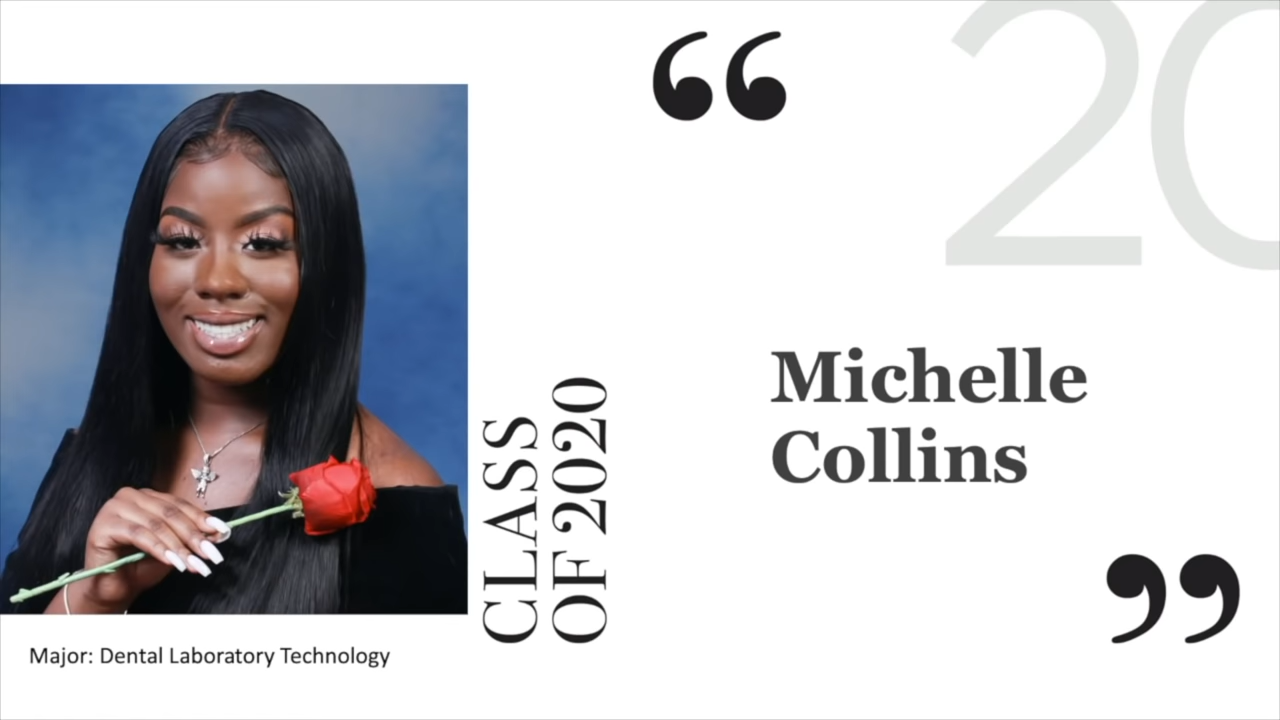 “
20
CLASS
OF 2020
Michelle
Collins
”
Major: Dental Laboratory Technology